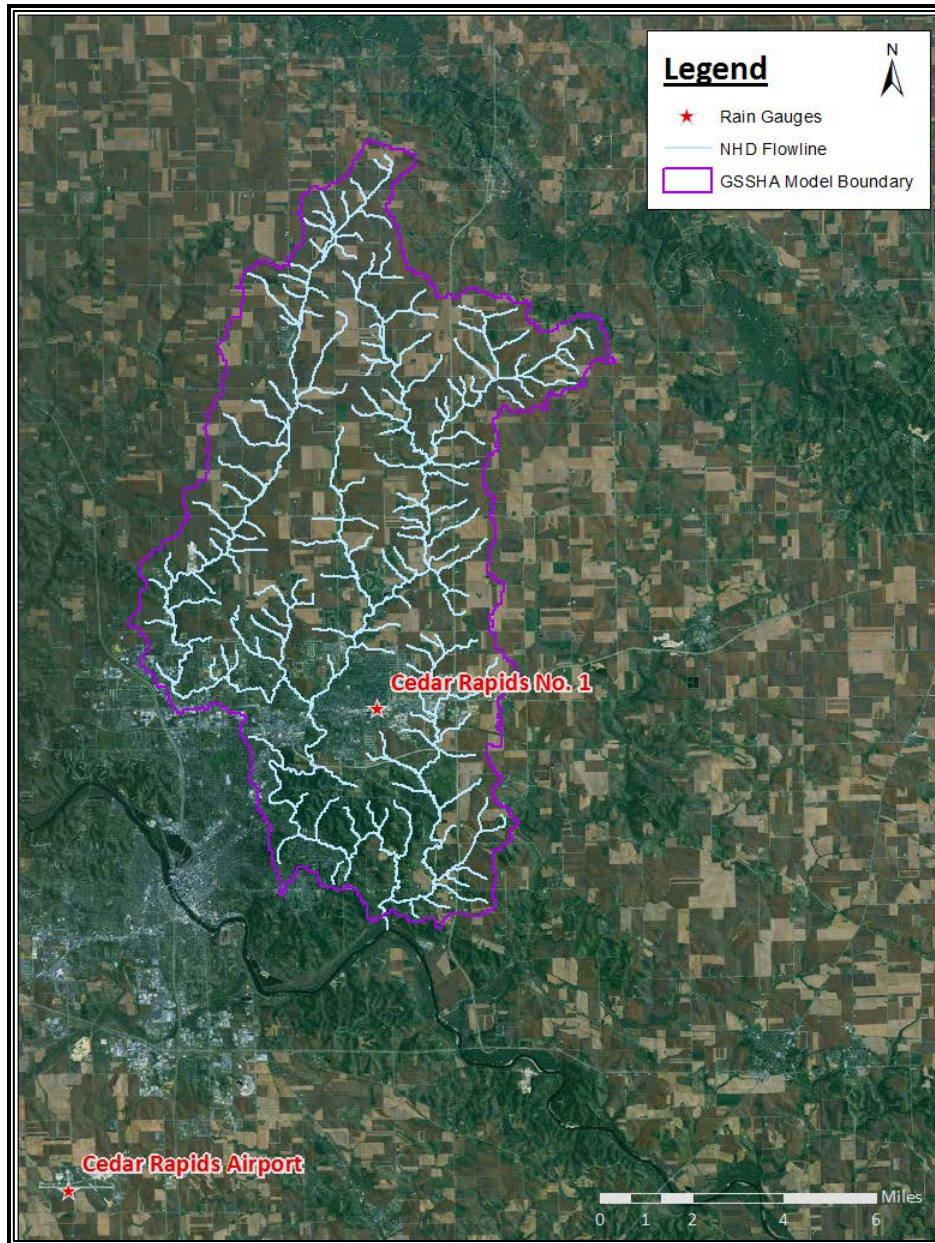 Legend
N
Rain Gauges
NHD Flowline
GSSHA Model Boundary
Cedar Rapids No. 1
Cedar Rapids Airport
Miles
0 1 2 4 6